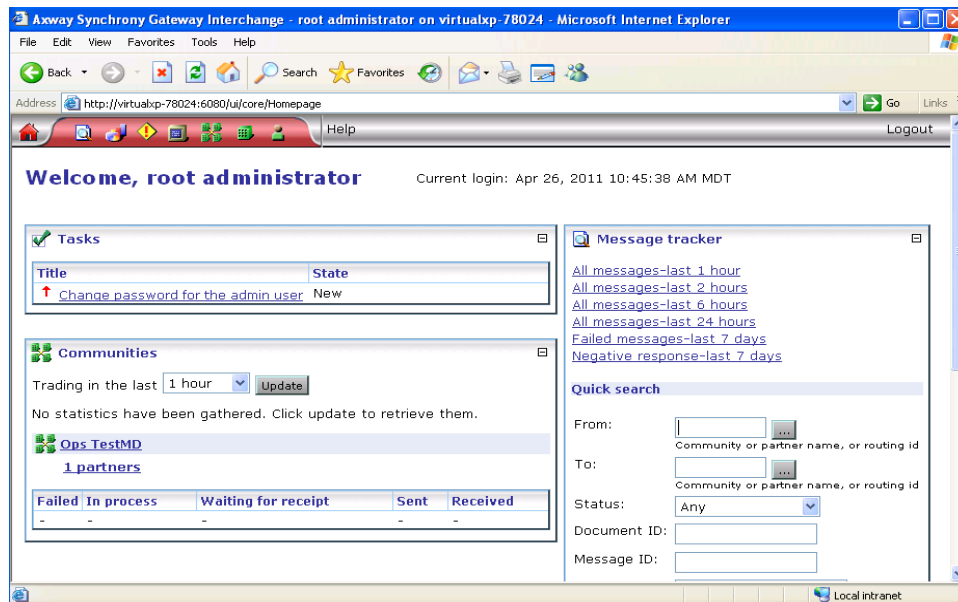 Axway Synchrony Gateway Interchange - root administrator on virtualxp-78024 - Microsoft Internet Explorer
File Edit View Favorites Tools Help
Back Search Favorites
Address http://virtualxp-78024:6080/ui/core/Homepage Go Links
Help Logout
Welcome, root administrator Current login: Apr 26, 2011 10:45:38 AM MDT
Tasks
Title State
Change password for the admin user New
Communities
Trading in the last 1 hour Update
No statistics have been gathered. Click update to retrieve them.
Ops TestMD
1 partners
Failed In process Waiting for receipt Sent Received
- - - - -
Message tracker
All messages-last 1 hour
All messages-last 2 hours
All messages-last 6 hours
All messages-last 24 hours
Failed messages-last 7 days
Negative response-last 7 days
Quick search
From: ...
Community or partner name, or routing id
To: ...
Community or partner name, or routing id
Status: Any
Document ID:
Message ID:
Local intranet